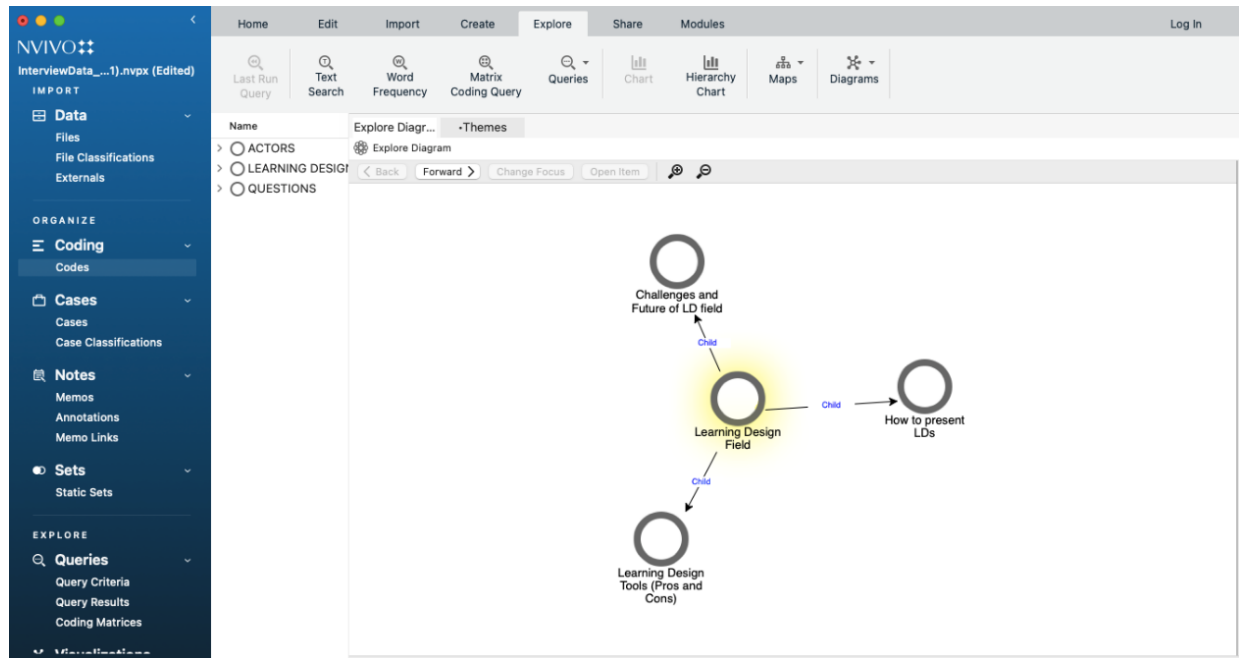 NVIVO
InterviewData_...1).nvpx (Edited)
IMPORT
Data
Files
File Classifications
Externals
ORGANIZE
Coding
Codes
Cases
Cases
Case Classifications
Notes
Memos
Annotations
Memo Links
Sets
Static Sets
EXPLORE
Queries
Query Criteria
Query Results
Coding Matrices
Home Edit Import Create Explore Share Modules Log In
Last Run
Query
Text
Search
Word
Frequency
Matrix
Coding Query
Queries
Chart
Hierarchy
Chart
Maps
Diagrams
Name
ACTORS
LEARNING DESIGN
QUESTIONS
Explore Diagr... •Themes
Explore Diagram
Back Forward Change Focus Open Item
Challenges and
Future of LD field
Child
Learning Design
Field
Child
How to present
LDs
Child
Learning Design
Tools (Pros and
Cons)